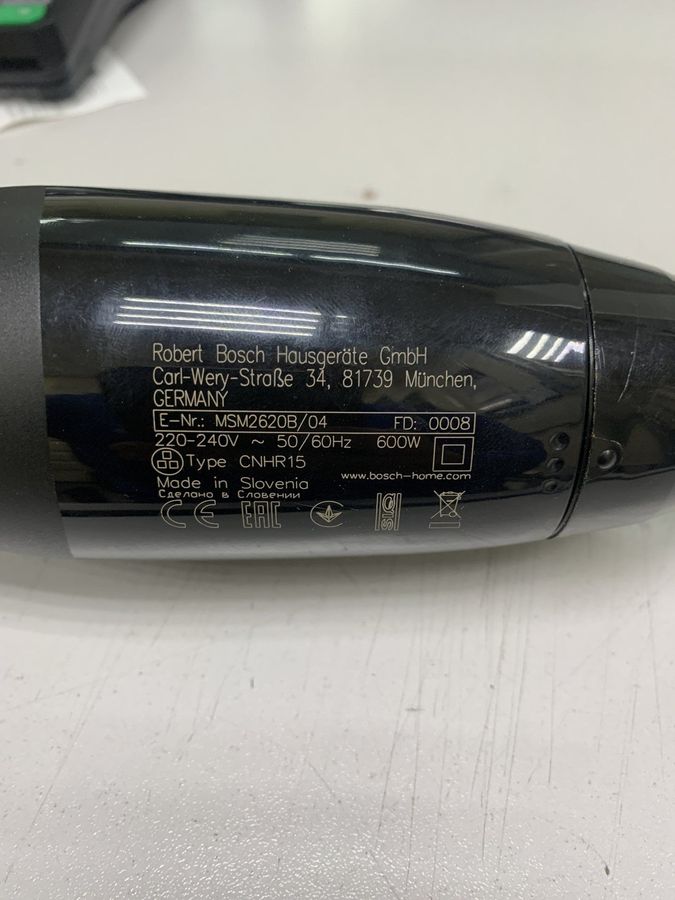 Robert Bosch Hausgeräte GmbH
Carl-Wery-Straße 34, 81739 München,
GERMANY
E-Nr.: MSM2620B/04 FD: 0008
220-240V ~ 50/60Hz 600W
Type CNHR15
www.bosch-home.com
Made in Slovenia
Сделано в Словении
CE EAC SIQ